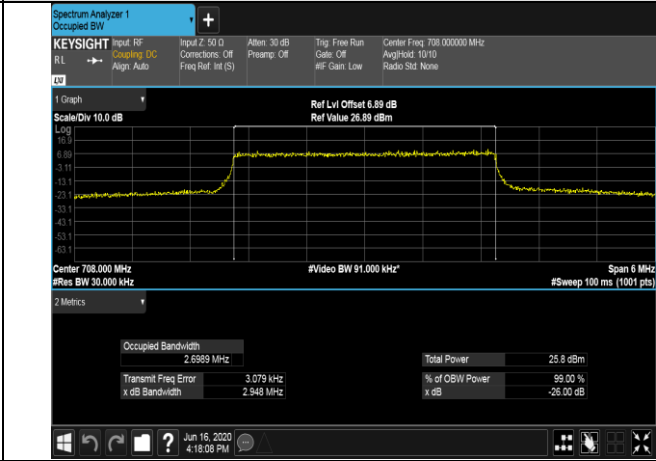 Spectrum Analyzer 1
Occupied BW
KEYSIGHT
Input: RF
Coupling: DC
Align: Auto
Input Z: 50 Ω
Corrections: Off
Freq Ref: Int (S)
Atten: 30 dB
Preamp: Off
Trig: Free Run
Gate: Off
#IF Gain: Low
Center Freq: 708.000000 MHz
Avg|Hold: 10/10
Radio Std: None
RL
LXI
1 Graph
Scale/Div 10.0 dB
Ref Lvl Offset 6.89 dB
Ref Value 26.89 dBm
Log
16.9
6.89
-3.11
-13.1
-23.1
-33.1
-43.1
-53.1
-63.1
Center 708.000 MHz
#Res BW 30.000 kHz
#Video BW 91.000 kHz*
Span 6 MHz
#Sweep 100 ms (1001 pts)
2 Metrics
Occupied Bandwidth
2.6989 MHz
Transmit Freq Error 3.079 kHz
x dB Bandwidth 2.948 MHz
Total Power 25.8 dBm
% of OBW Power 99.00 %
x dB -26.00 dB
?
Jun 16, 2020
4:18:08 PM